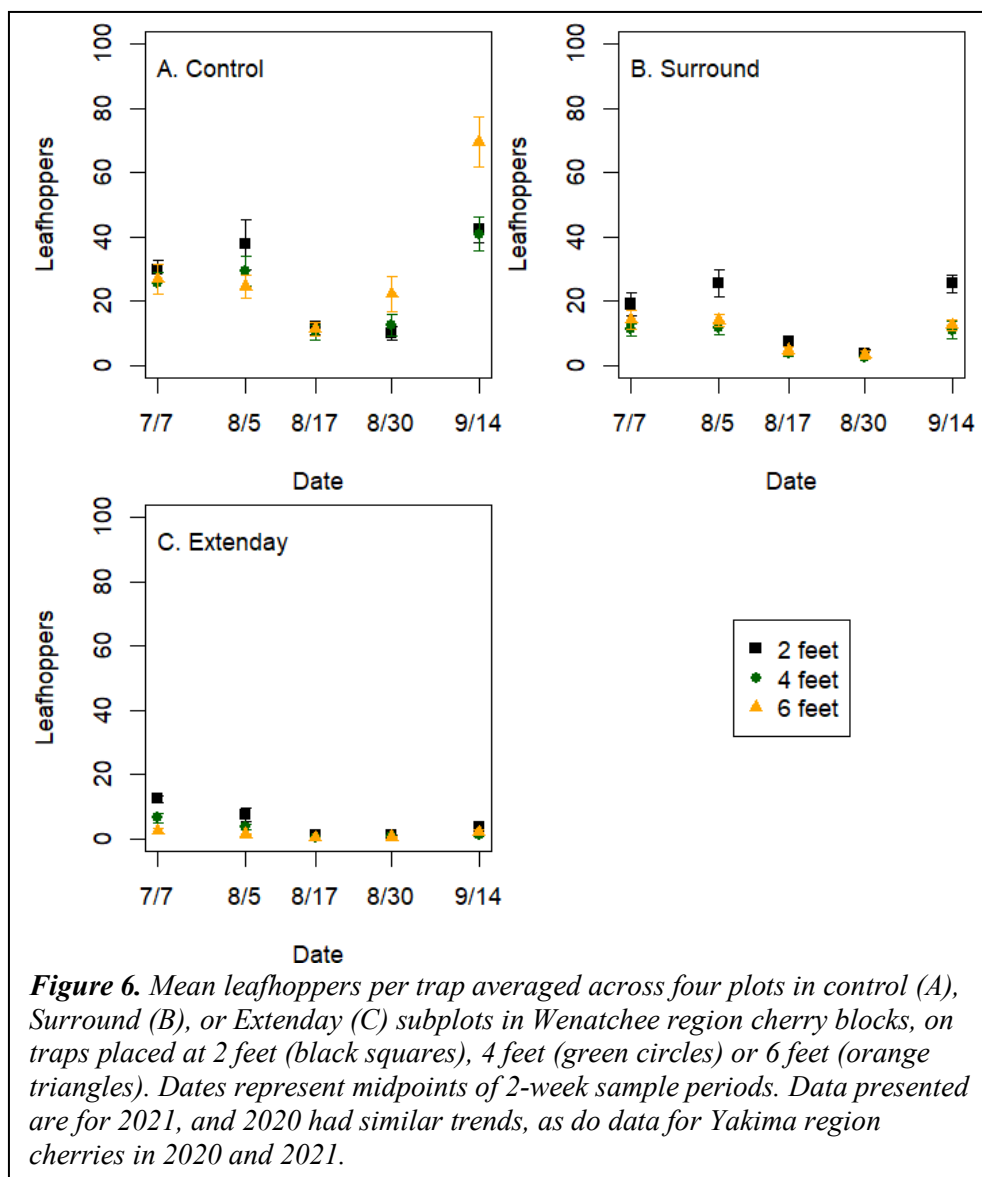 A. Control
Leafhoppers
0
20
40
60
80
100
7/7
8/5
8/17
8/30
9/14
Date
B. Surround
Leafhoppers
0
20
40
60
80
100
7/7
8/5
8/17
8/30
9/14
Date
C. Extenday
Leafhoppers
0
20
40
60
80
100
7/7
8/5
8/17
8/30
9/14
Date
2 feet
4 feet
6 feet
Figure 6. Mean leafhoppers per trap averaged across four plots in control (A),
Surround (B), or Extenday (C) subplots in Wenatchee region cherry blocks, on
traps placed at 2 feet (black squares), 4 feet (green circles) or 6 feet (orange
triangles). Dates represent midpoints of 2-week sample periods. Data presented
are for 2021, and 2020 had similar trends, as do data for Yakima region
cherries in 2020 and 2021.